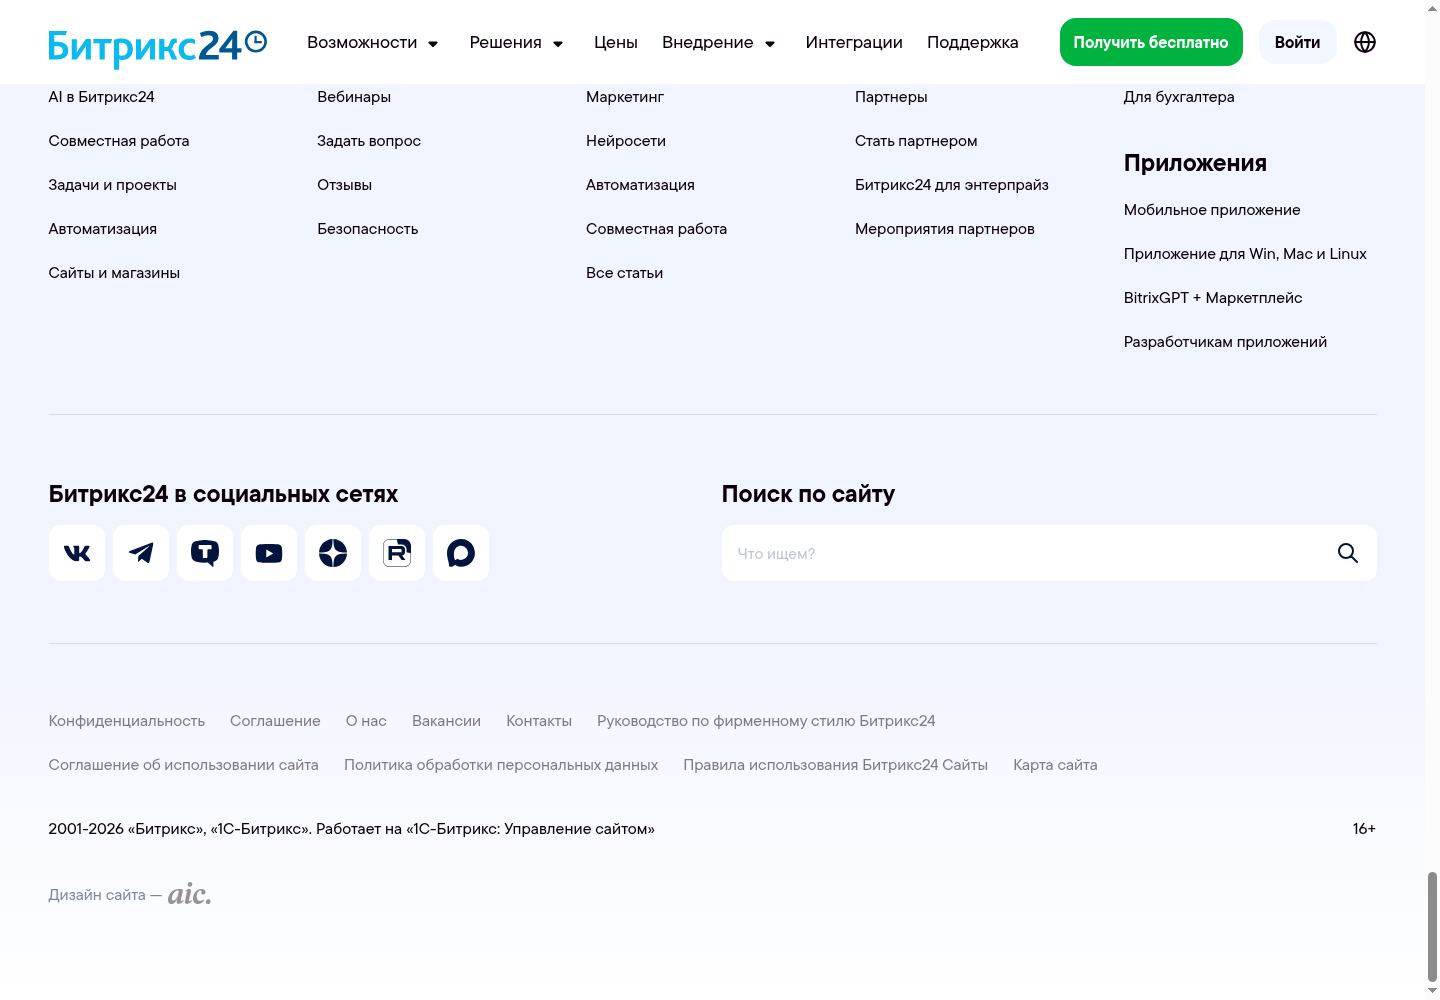 Битрикс24
Возможности
Решения
Цены
Внедрение
Интеграции
Поддержка
Получить бесплатно
Войти
AI в Битрикс24
Совместная работа
Задачи и проекты
Автоматизация
Сайты и магазины
Вебинары
Задать вопрос
Отзывы
Безопасность
Маркетинг
Нейросети
Автоматизация
Совместная работа
Все статьи
Партнеры
Стать партнером
Битрикс24 для энтерпрайз
Мероприятия партнеров
Для бухгалтера
Приложения
Мобильное приложение
Приложение для Win, Mac и Linux
BitrixGPT + Маркетплейс
Разработчикам приложений
Битрикс24 в социальных сетях
Поиск по сайту
Что ищем?
Конфиденциальность
Соглашение
О нас
Вакансии
Контакты
Руководство по фирменному стилю Битрикс24
Соглашение об использовании сайта
Политика обработки персональных данных
Правила использования Битрикс24 Сайты
Карта сайта
2001-2026 «Битрикс», «1С-Битрикс». Работает на «1С-Битрикс: Управление сайтом»
16+
Дизайн сайта — aic.